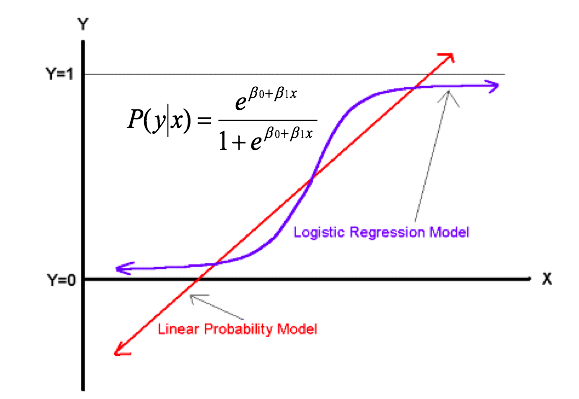 Y
Y=1
P(y|x) = e^{β0+β1x} / 1 + e^{β0+β1x}
Logistic Regression Model
Y=0
X
Linear Probability Model